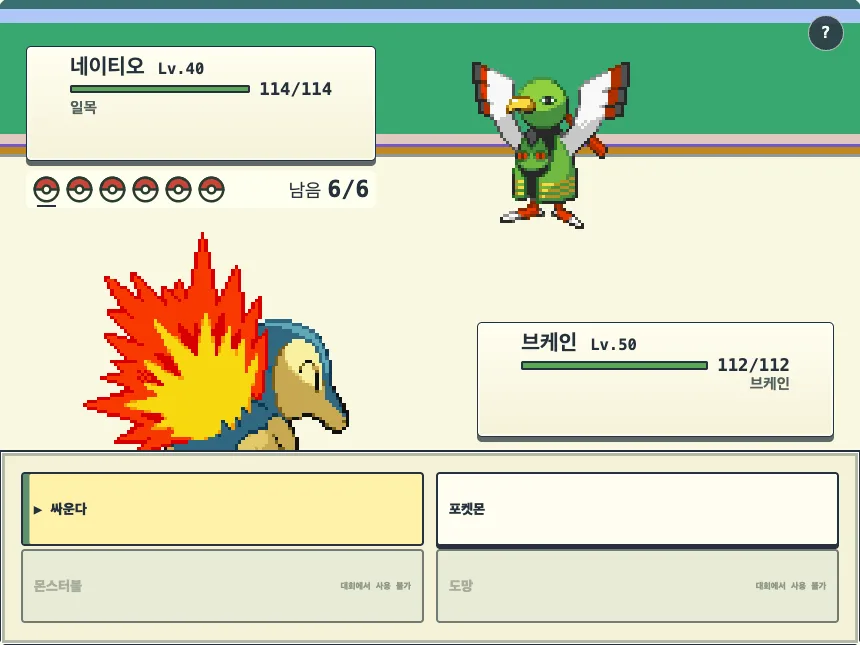 ?
네이티오 Lv.40
114/114
일목
남음 6/6
브케인 Lv.50
112/112
브케인
▶ 싸운다
포켓몬
몬스터볼 대회에서 사용 불가
도망 대회에서 사용 불가